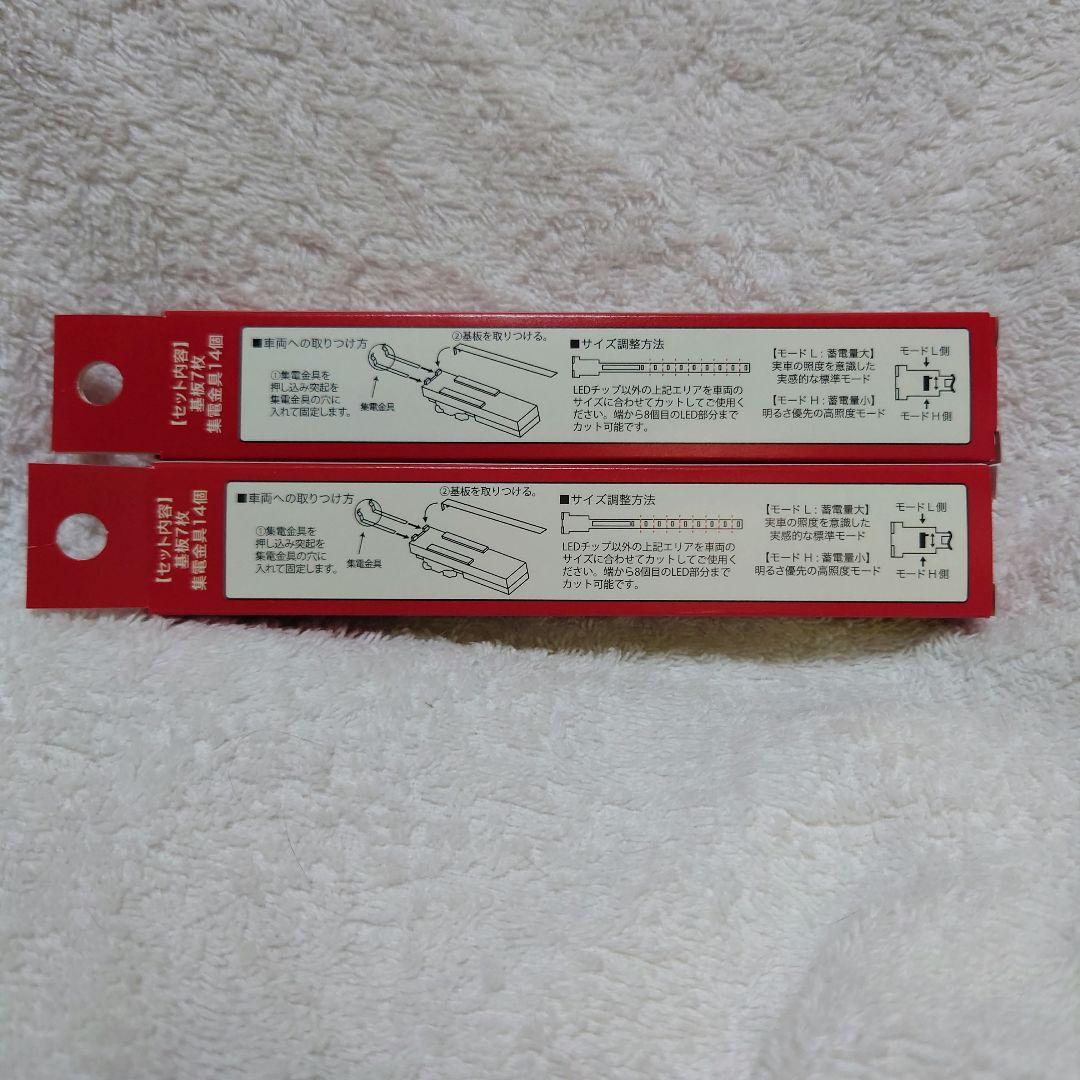 【セット内容】
基板7枚
集電金具14個
■車両への取りつけ方
①集電金具を
押し込み突起を
集電金具の穴に
入れて固定します。
集電金具
②基板を取りつける。
■サイズ調整方法
LEDチップ以外の上記エリアを車両の
サイズに合わせてカットしてご使用く
ださい。端から8個目のLED部分まで
カット可能です。
【モードL：蓄電量大】
実車の照度を意識した
実感的な標準モード
【モードH：蓄電量小】
明るさ優先の高照度モード
モードL側
モードH側
【セット内容】
基板7枚
集電金具14個
■車両への取りつけ方
①集電金具を
押し込み突起を
集電金具の穴に
入れて固定します。
集電金具
②基板を取りつける。
■サイズ調整方法
LEDチップ以外の上記エリアを車両の
サイズに合わせてカットしてご使用く
ださい。端から8個目のLED部分まで
カット可能です。
【モードL：蓄電量大】
実車の照度を意識した
実感的な標準モード
【モードH：蓄電量小】
明るさ優先の高照度モード
モードL側
モードH側